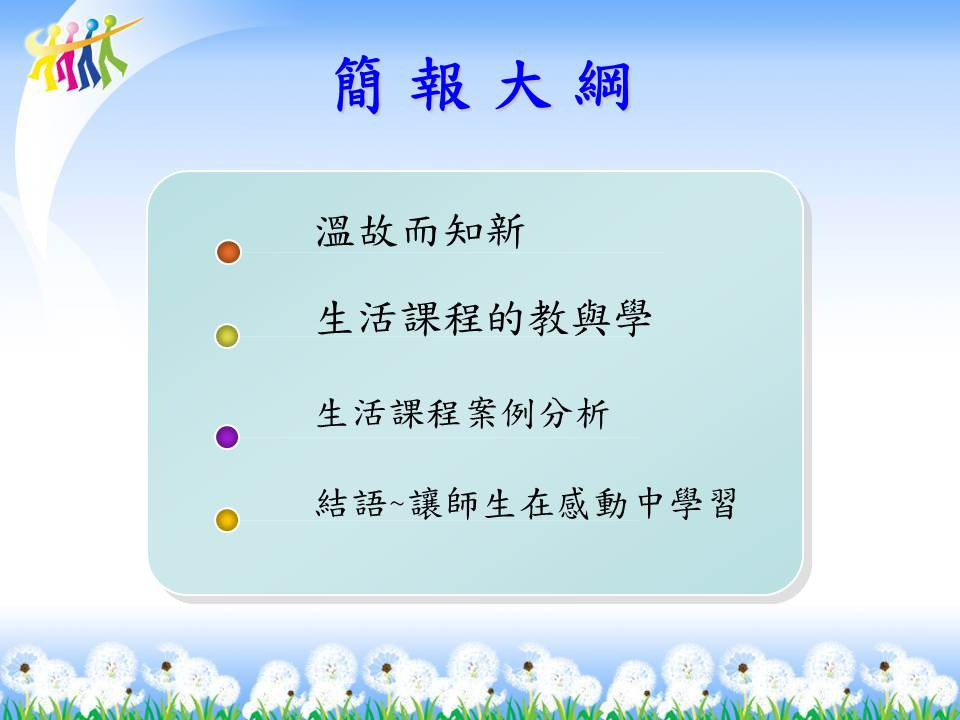 簡報大綱
溫故而知新
生活課程的教與學
生活課程案例分析
結語~讓師生在感動中學習